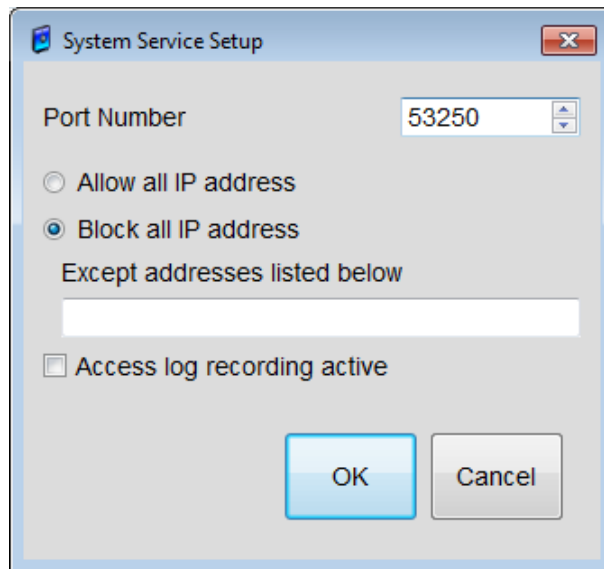 System Service Setup
Port Number 53250
Allow all IP address
Block all IP address
Except addresses listed below
Access log recording active
OK Cancel